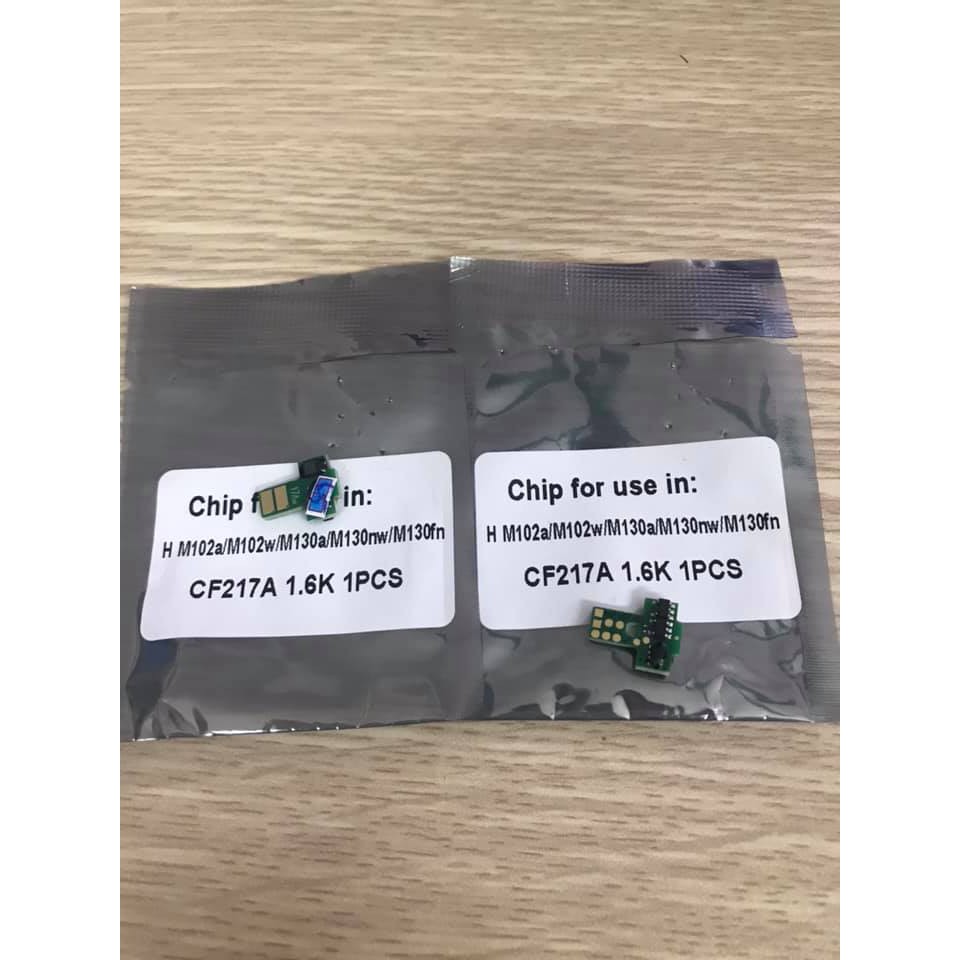 Chip in:
H M102a/M102w/M130a/M130nw/M130fn
CF217A 1.6K 1PCS
Chip for use in:
H M102a/M102w/M130a/M130nw/M130fn
CF217A 1.6K 1PCS